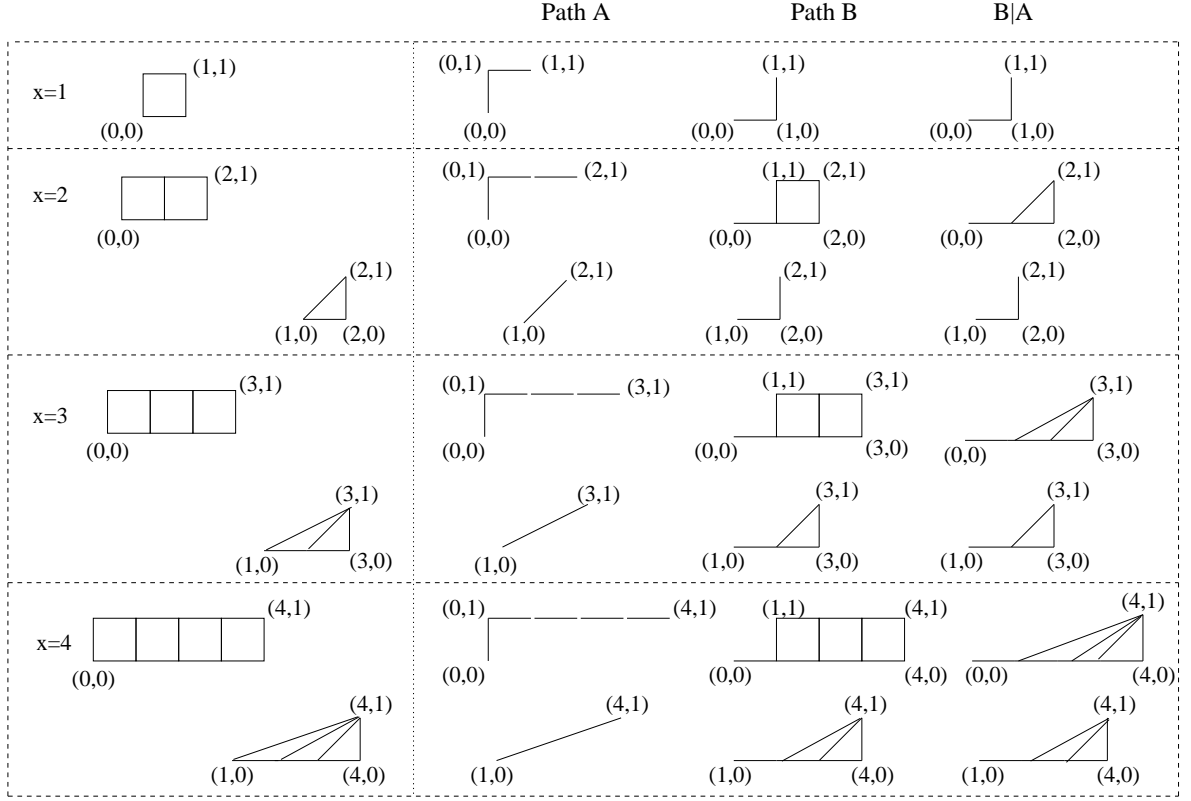 Path A Path B B|A
(1,1) (0,1) (1,1) (1,1) (1,1)
x=1
(0,0) (0,0) (0,0) (1,0) (0,0) (1,0)
(2,1) (0,1) (2,1) (1,1) (2,1) (2,1)
x=2
(0,0) (0,0) (0,0) (2,0) (0,0) (2,0)
(2,1) (2,1) (2,1) (2,1)
(1,0) (2,0) (1,0) (1,0) (2,0) (1,0) (2,0)
(3,1) (0,1) (3,1) (1,1) (3,1) (3,1)
x=3
(0,0) (0,0) (0,0) (3,0) (0,0) (3,0)
(3,1) (3,1) (3,1) (3,1)
(1,0) (3,0) (1,0) (1,0) (3,0) (1,0) (3,0)
(4,1) (0,1) (4,1) (1,1) (4,1) (4,1)
x=4
(0,0) (0,0) (0,0) (4,0) (0,0) (4,0)
(4,1) (4,1) (4,1) (4,1)
(1,0) (4,0) (1,0) (1,0) (4,0) (1,0) (4,0)